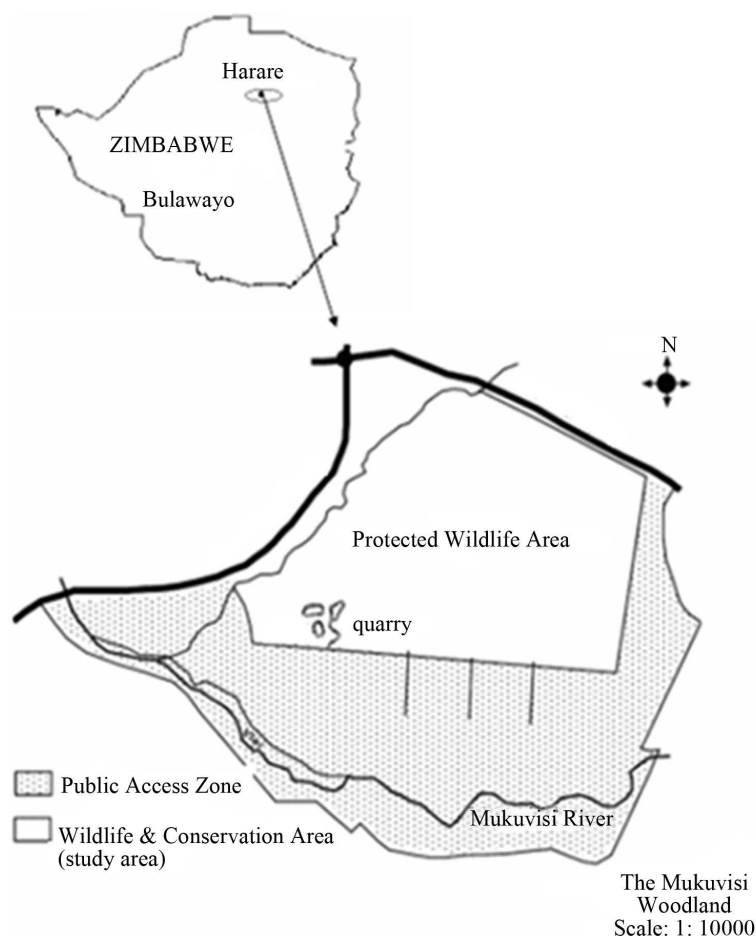 Harare
ZIMBABWE
Bulawayo
N
Protected Wildlife Area
quarry
Public Access Zone
Wildlife & Conservation Area
(study area)
Mukuvisi River
The Mukuvisi
Woodland
Scale: 1: 10000